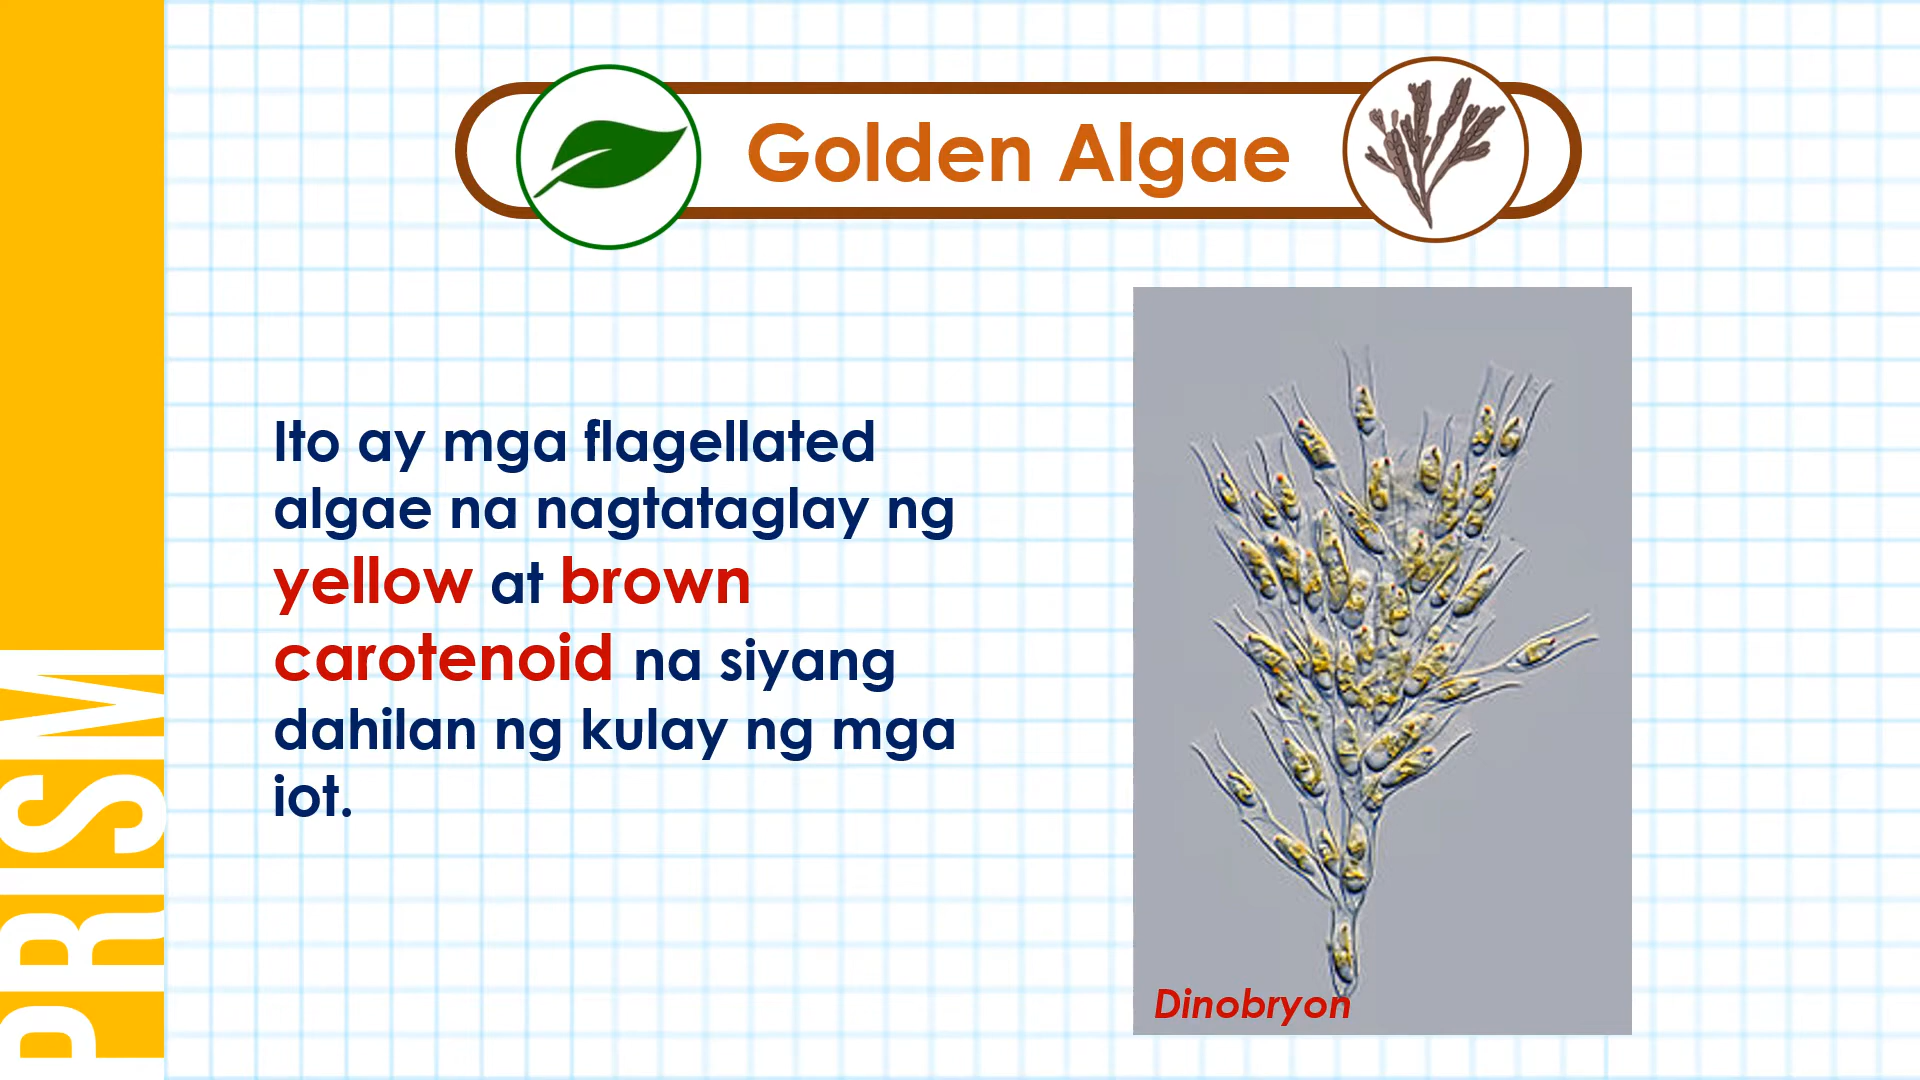 Golden Algae
Ito ay mga flagellated
algae na nagtataglay ng
yellow at brown
carotenoid na siyang
dahilan ng kulay ng mga
iot.
Dinobryon
PRISM